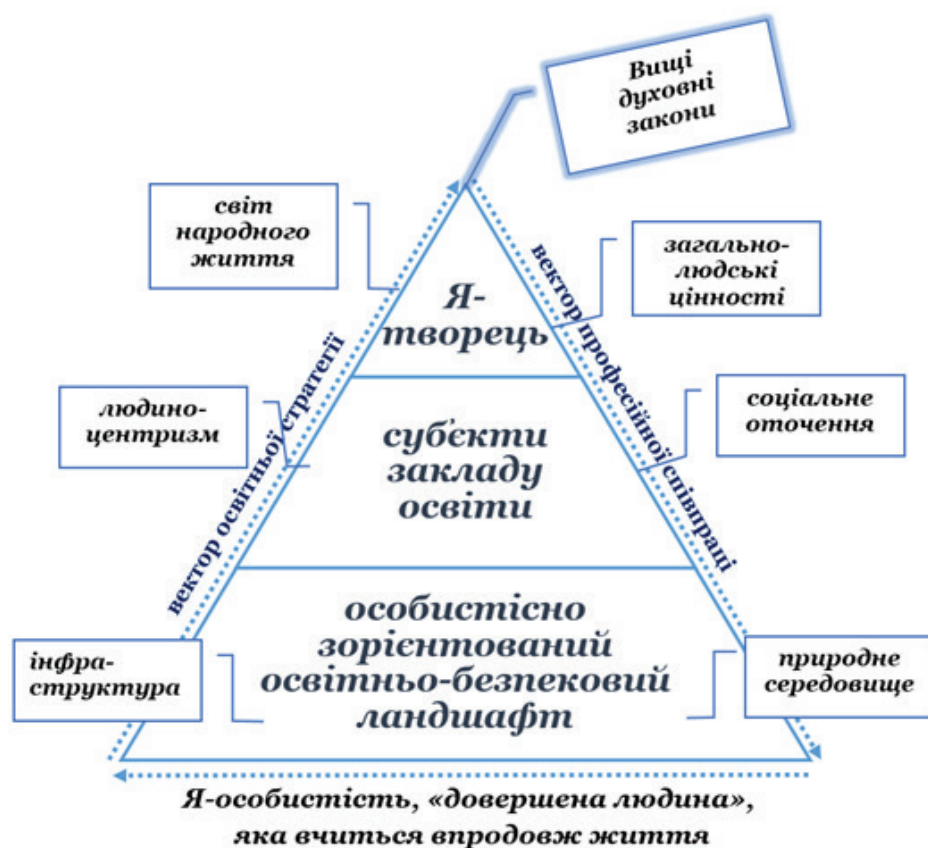 Вищі
духовні
закони
світ
народного
життя
загально-
людські
цінності
Я-
творець
вектор освітньої стратегії
вектор професійної співпраці
людино-
центризм
соціальне
оточення
суб'єкти
закладу
освіти
особистісно
зорієнтований
освітньо-безпековий
ландшафт
інфра-
структура
природне
середовище
Я-особистість, «довершена людина»,
яка вчиться впродовж життя